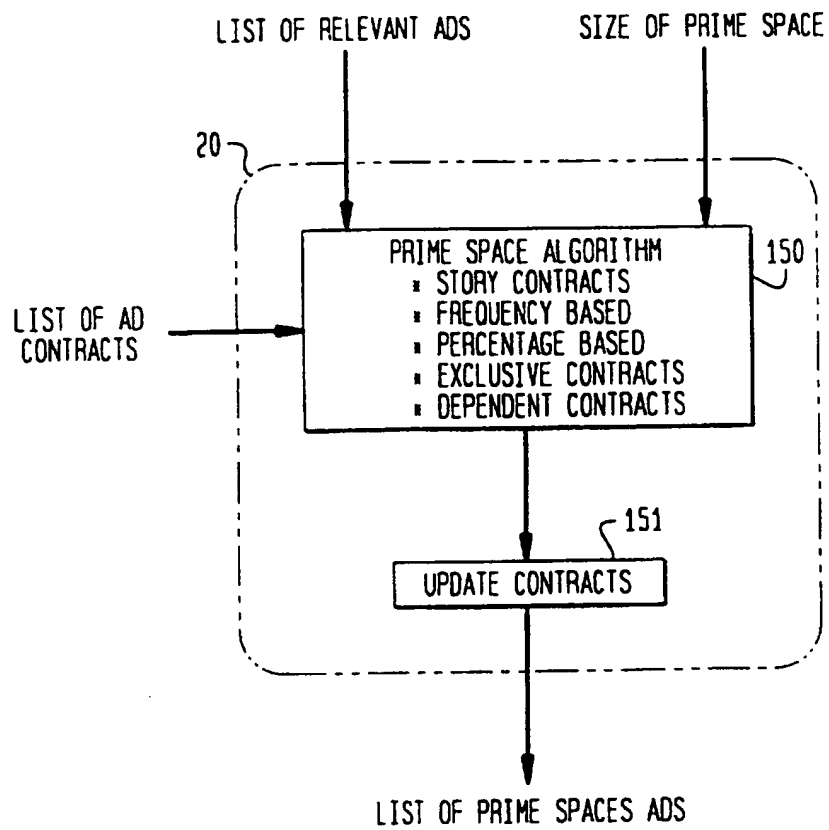 LIST OF RELEVANT ADS
SIZE OF PRIME SPACE
20
PRIME SPACE ALGORITHM
* STORY CONTRACTS
* FREQUENCY BASED
* PERCENTAGE BASED
* EXCLUSIVE CONTRACTS
* DEPENDENT CONTRACTS
150
LIST OF AD
CONTRACTS
151
UPDATE CONTRACTS
LIST OF PRIME SPACES ADS